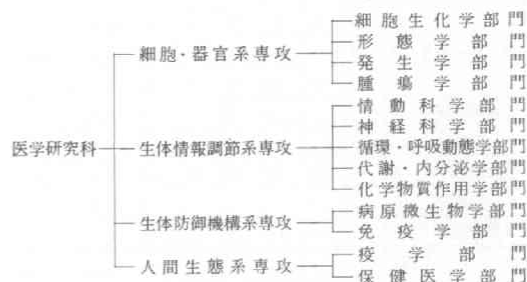 医学研究科
細胞・器官系専攻
細胞生化学部門
形態学部門
発生学部門
腫瘍学部門
生体情報調節系専攻
情動科学部門
神経科学部門
循環・呼吸動態学部門
代謝・内分泌学部門
化学物質作用学部門
生体防御機構系専攻
病原微生物学部門
免疫学部門
人間生態系専攻
疫学部門
保健医学部門